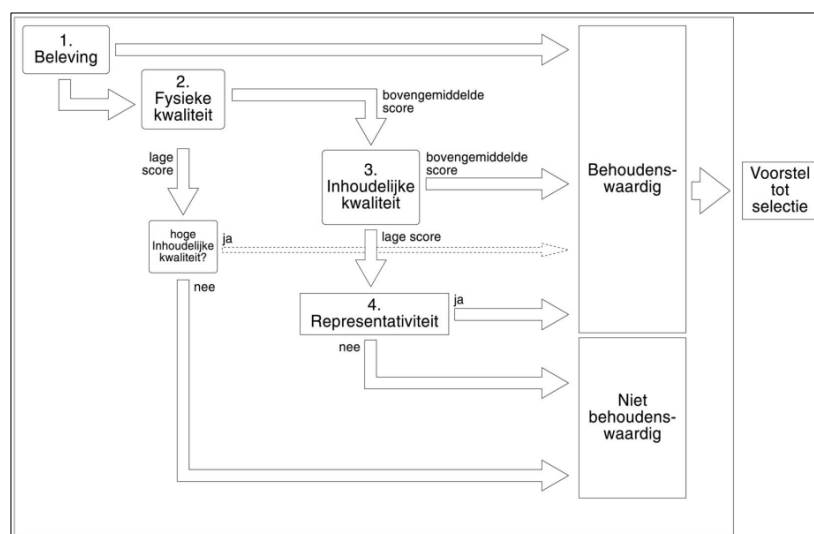 1.
Beleving
2.
Fysieke
kwaliteit
bovengemiddelde
score
lage
score
3.
Inhoudelijke
kwaliteit
bovengemiddelde
score
Behoudens-
waardig
Voorstel
tot
selectie
hoge
Inhoudelijke
kwaliteit?
ja
lage score
nee
4.
Representativiteit
ja
nee
Niet
behoudens-
waardig